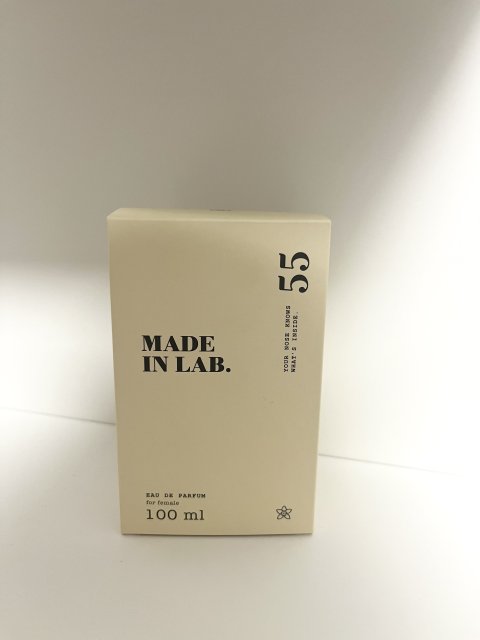 55
YOUR NOSE KNOWS
WHAT'S INSIDE.
MADE
IN LAB.
EAU DE PARFUM
for female
100 ml